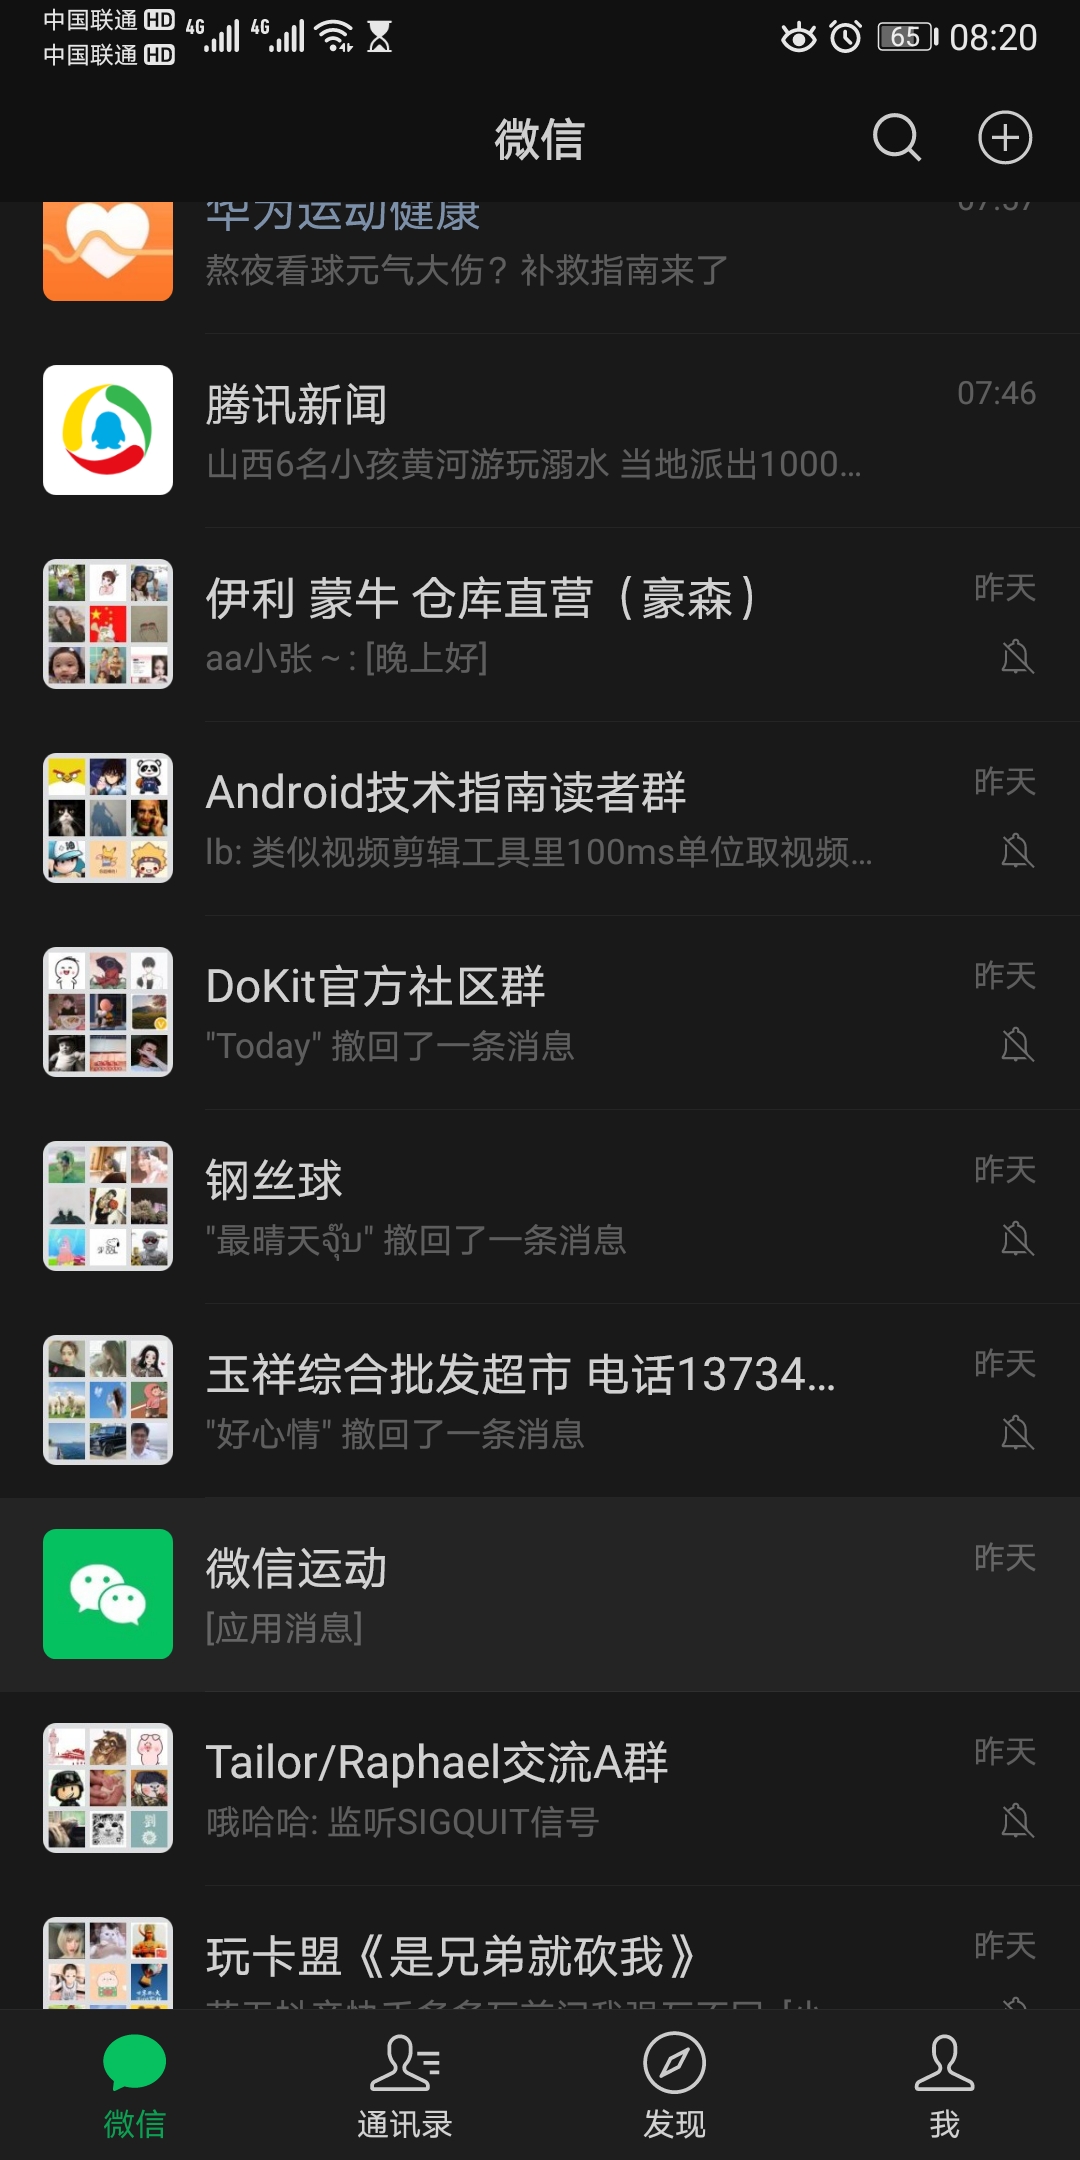 中国联通 HD 4G 4G 65 08:20
中国联通 HD
微信
华为运动健康 07:37
熬夜看球元气大伤？补救指南来了
腾讯新闻 07:46
山西6名小孩黄河游玩溺水 当地派出1000...
伊利 蒙牛 仓库直营（豪森） 昨天
aa小张 ~ : [晚上好]
Android技术指南读者群 昨天
lb: 类似视频剪辑工具里100ms单位取视频...
DoKit官方社区群 昨天
"Today" 撤回了一条消息
钢丝球 昨天
"最晴天จุ๊บ" 撤回了一条消息
玉祥综合批发超市 电话13734... 昨天
"好心情" 撤回了一条消息
微信运动 昨天
[应用消息]
Tailor/Raphael交流A群 昨天
哦哈哈: 监听SIGQUIT信号
玩卡盟《是兄弟就砍我》 昨天
微信 通讯录 发现 我